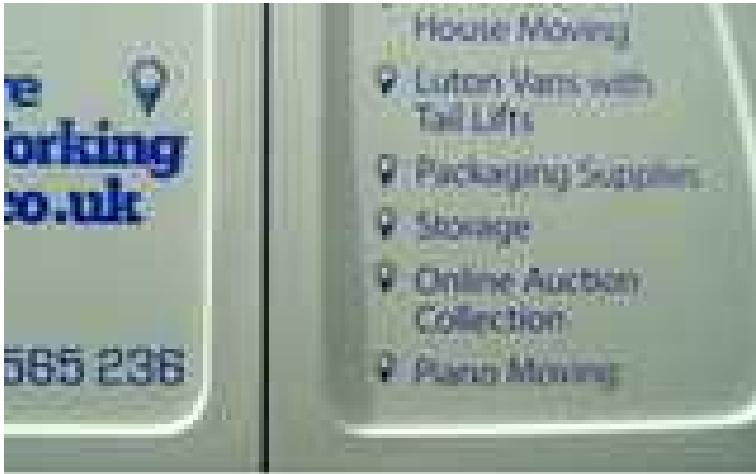 re
orking
co.uk
565 236
House Moving
Luton Vans with
Tail Lifts
Packaging Supplies
Storage
Online Auction
Collection
Piano Moving